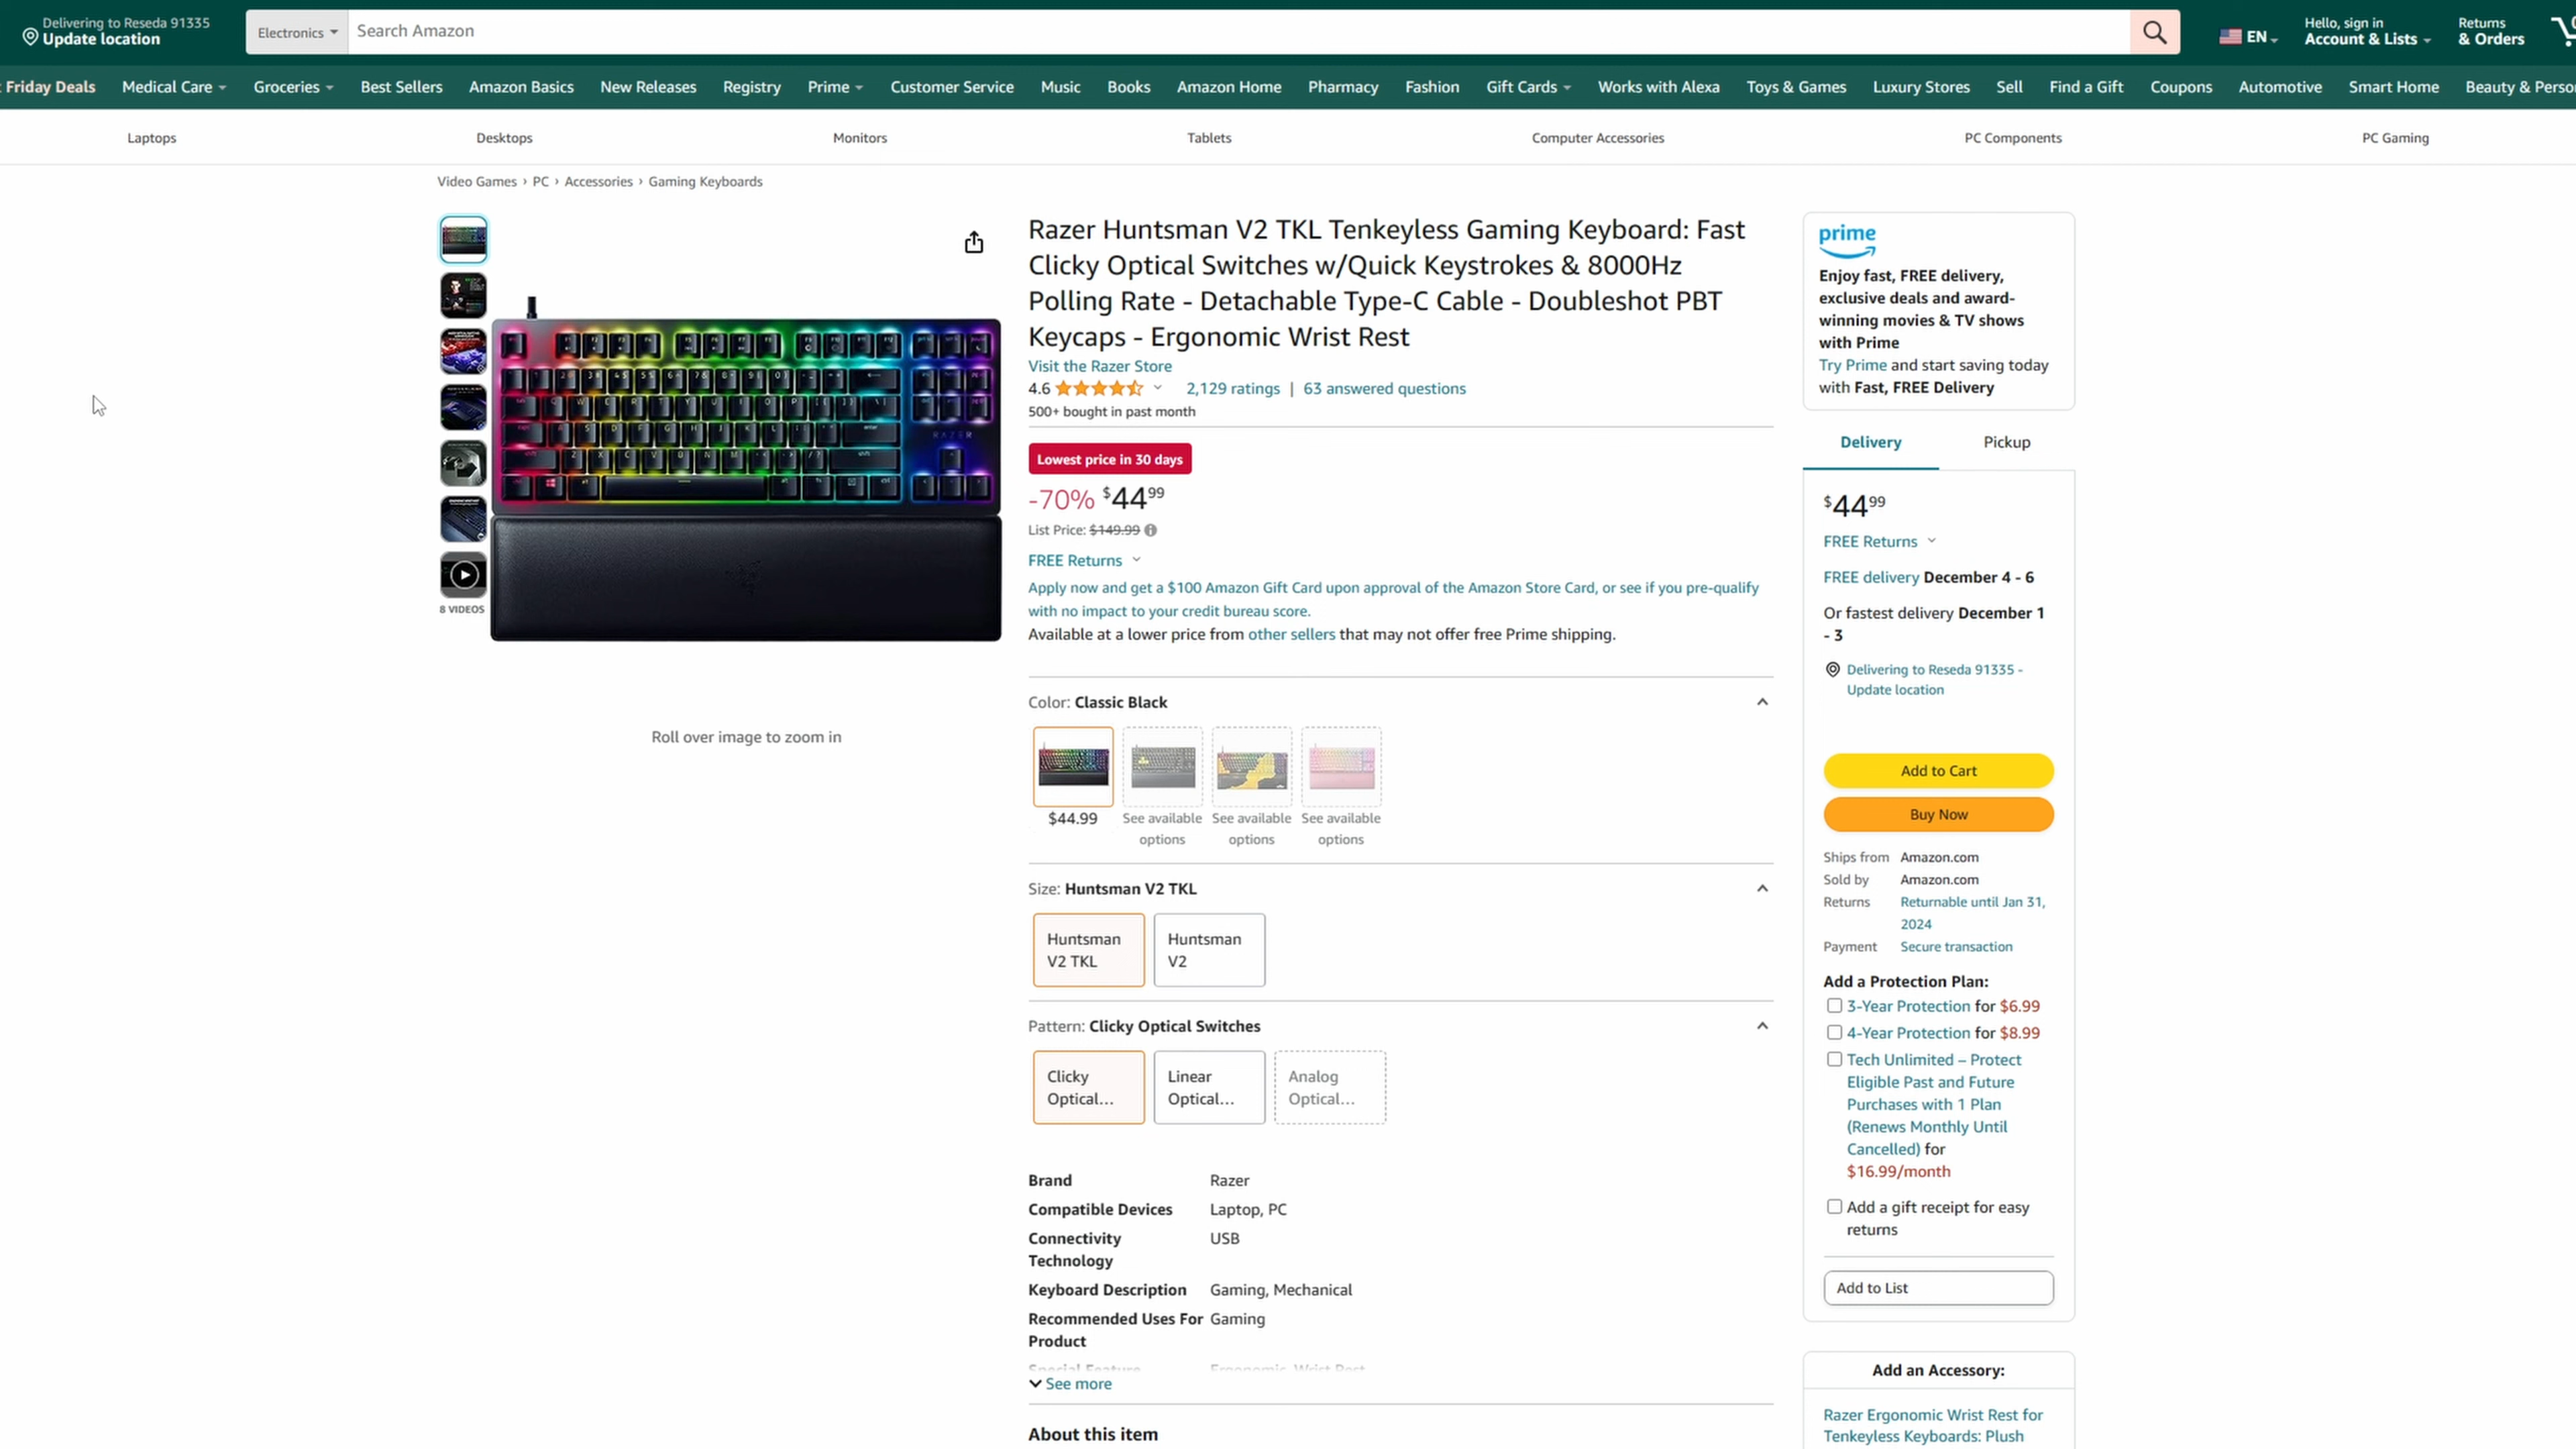 Delivering to Reseda 91335
Update location
Electronics
Search Amazon
EN
Hello, sign in
Account & Lists
Returns
& Orders
Friday Deals
Medical Care
Groceries
Best Sellers
Amazon Basics
New Releases
Registry
Prime
Customer Service
Music
Books
Amazon Home
Pharmacy
Fashion
Gift Cards
Works with Alexa
Toys & Games
Luxury Stores
Sell
Find a Gift
Coupons
Automotive
Smart Home
Beauty &
Laptops
Desktops
Monitors
Tablets
Computer Accessories
PC Components
PC Gaming
Video Games › PC › Accessories › Gaming Keyboards
8 VIDEOS
RAZER
Roll over image to zoom in
Razer Huntsman V2 TKL Tenkeyless Gaming Keyboard: Fast
Clicky Optical Switches w/Quick Keystrokes & 8000Hz
Polling Rate - Detachable Type-C Cable - Doubleshot PBT
Keycaps - Ergonomic Wrist Rest
Visit the Razer Store
4.6
2,129 ratings | 63 answered questions
500+ bought in past month
Lowest price in 30 days
-70% $44.99
List Price: $149.99
FREE Returns
Apply now and get a $100 Amazon Gift Card upon approval of the Amazon Store Card, or see if you pre-qualify
with no impact to your credit bureau score.
Available at a lower price from other sellers that may not offer free Prime shipping.
Color: Classic Black
$44.99
See available
options
See available
options
See available
options
Size: Huntsman V2 TKL
Huntsman
V2 TKL
Huntsman
V2
Pattern: Clicky Optical Switches
Clicky
Optical...
Linear
Optical...
Analog
Optical...
Brand Razer
Compatible Devices Laptop, PC
Connectivity USB
Technology
Keyboard Description Gaming, Mechanical
Recommended Uses For Gaming
Product
Special Feature Ergonomic, Wrist Rest
See more
About this item
prime
Enjoy fast, FREE delivery,
exclusive deals and award-
winning movies & TV shows
with Prime
Try Prime and start saving today
with Fast, FREE Delivery
Delivery
Pickup
$44.99
FREE Returns
FREE delivery December 4 - 6
Or fastest delivery December 1
- 3
Delivering to Reseda 91335 -
Update location
Add to Cart
Buy Now
Ships from Amazon.com
Sold by Amazon.com
Returns Returnable until Jan 31,
2024
Payment Secure transaction
Add a Protection Plan:
3-Year Protection for $6.99
4-Year Protection for $8.99
Tech Unlimited – Protect
Eligible Past and Future
Purchases with 1 Plan
(Renews Monthly Until
Cancelled) for
$16.99/month
Add a gift receipt for easy
returns
Add to List
Add an Accessory:
Razer Ergonomic Wrist Rest for
Tenkeyless Keyboards: Plush